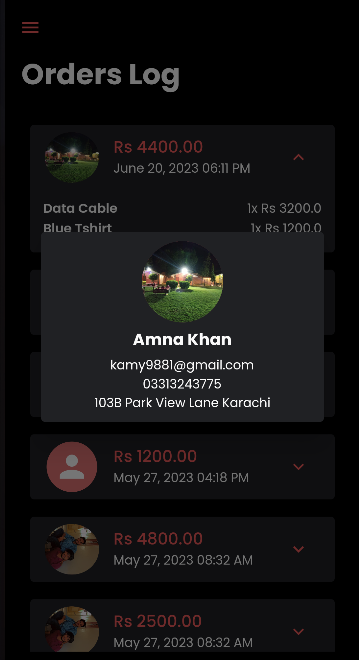 Orders Log
Rs 4400.00
June 20, 2023 06:11 PM
Data Cable 1x Rs 3200.0
Blue Tshirt 1x Rs 1200.0
Amna Khan
kamy9881@gmail.com
03313243775
103B Park View Lane Karachi
Rs 1200.00
May 27, 2023 04:18 PM
Rs 4800.00
May 27, 2023 08:32 AM
Rs 2500.00
May 27, 2023 08:32 AM